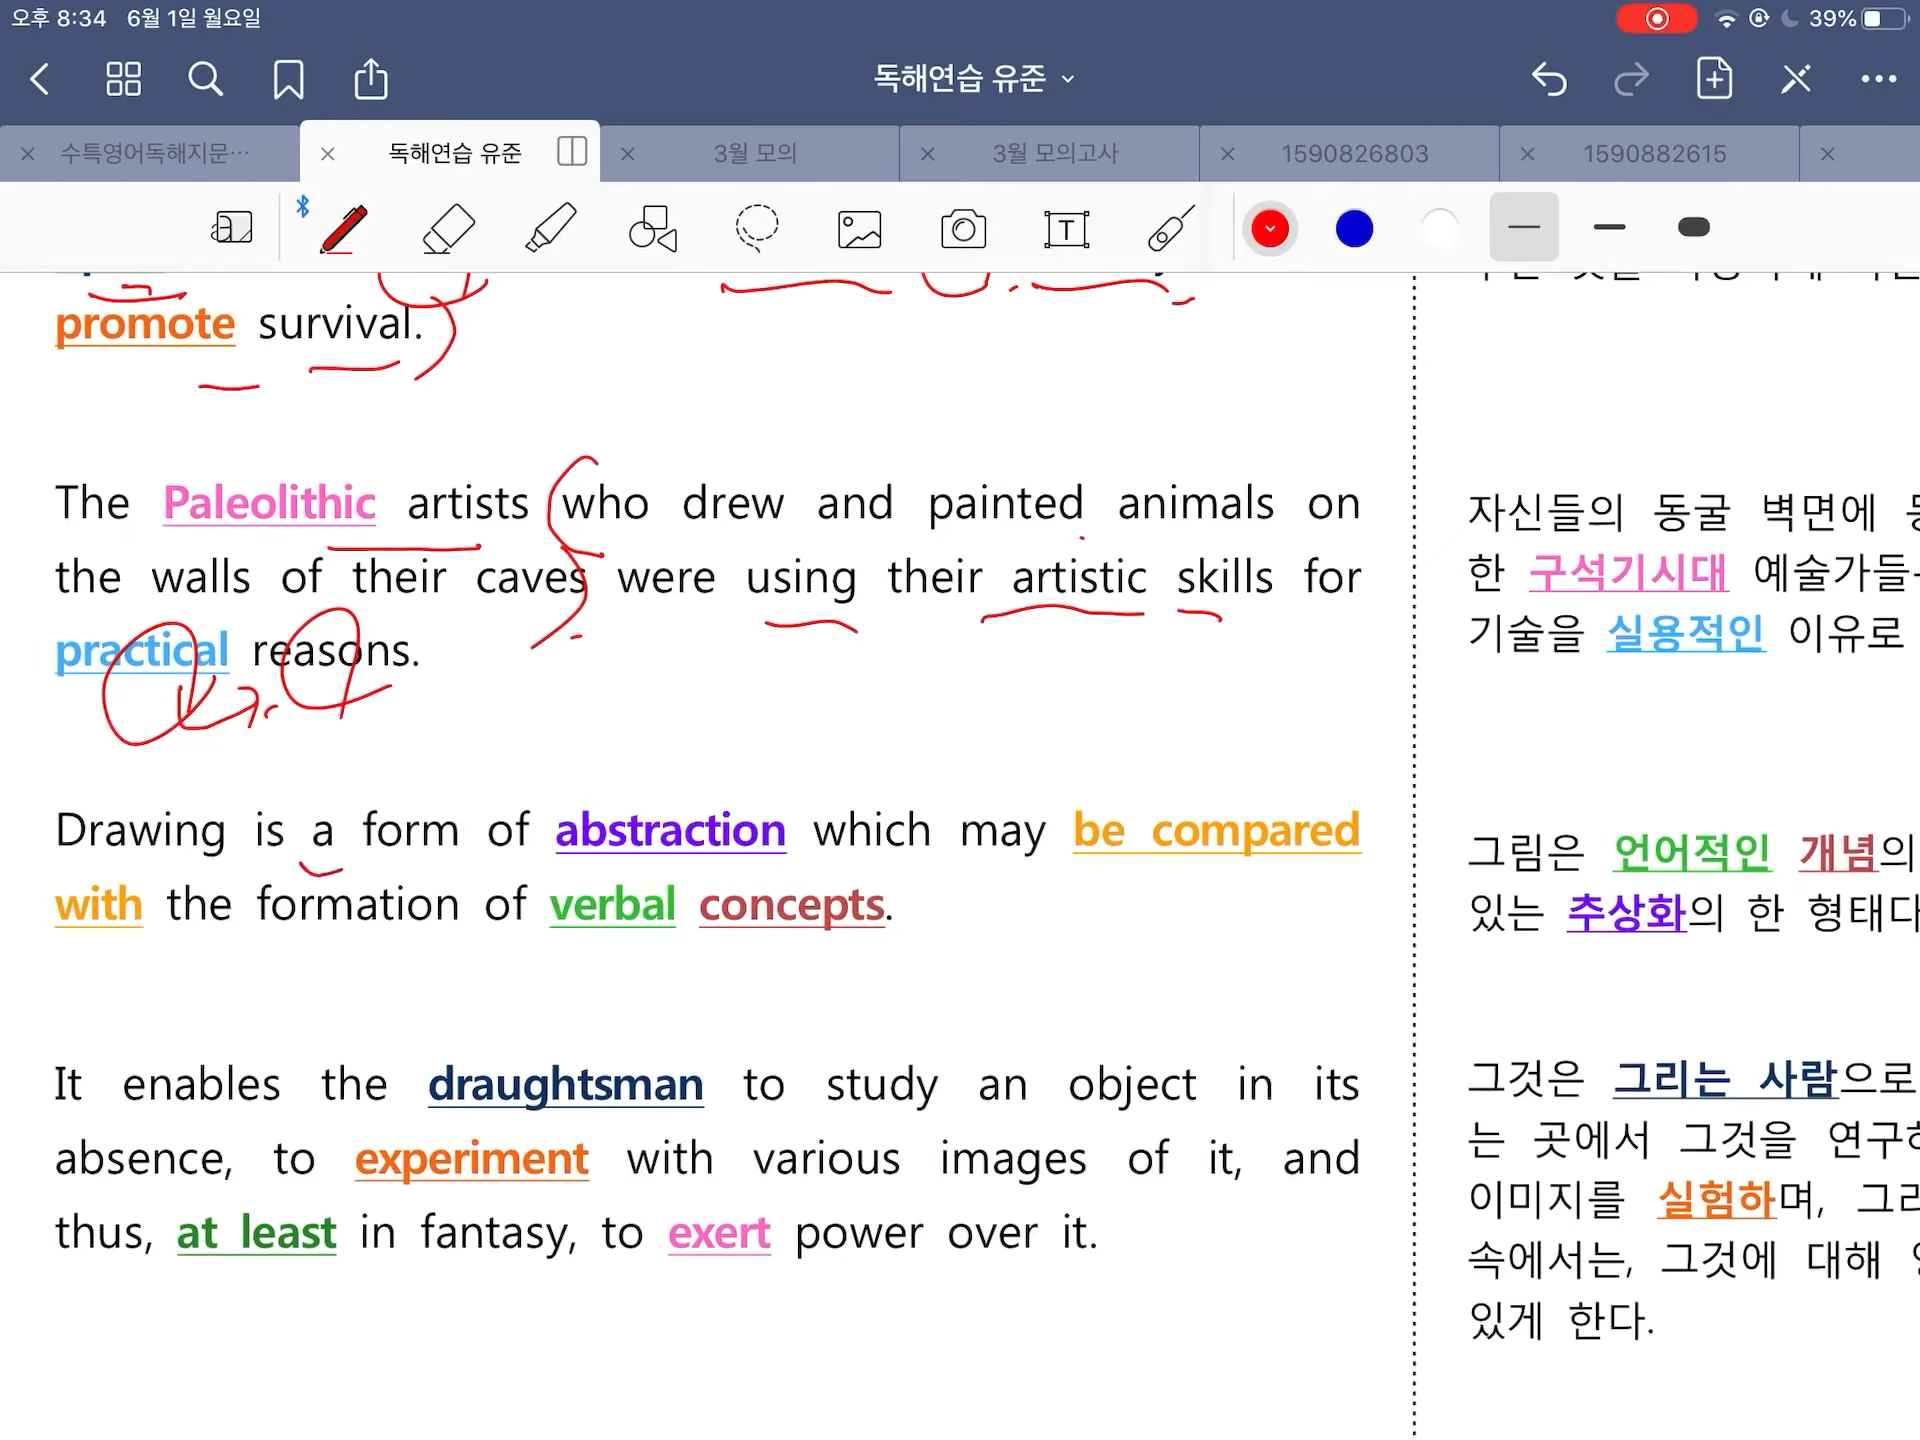 오후 8:34 6월 1일 월요일
39%
독해연습 유준
수특영어독해지문…
독해연습 유준
3월 모의
3월 모의고사
1590826803
1590882615
promote survival.
The Paleolithic artists who drew and painted animals on
the walls of their caves were using their artistic skills for
practical reasons.
자신들의 동굴 벽면에
한 구석기시대 예술가들
기술을 실용적인 이유로
Drawing is a form of abstraction which may be compared
with the formation of verbal concepts.
그림은 언어적인 개념의
있는 추상화의 한 형태다
It enables the draughtsman to study an object in its
absence, to experiment with various images of it, and
thus, at least in fantasy, to exert power over it.
그것은 그리는 사람으로
는 곳에서 그것을 연구하
이미지를 실험하며, 그리
속에서는, 그것에 대해
있게 한다.